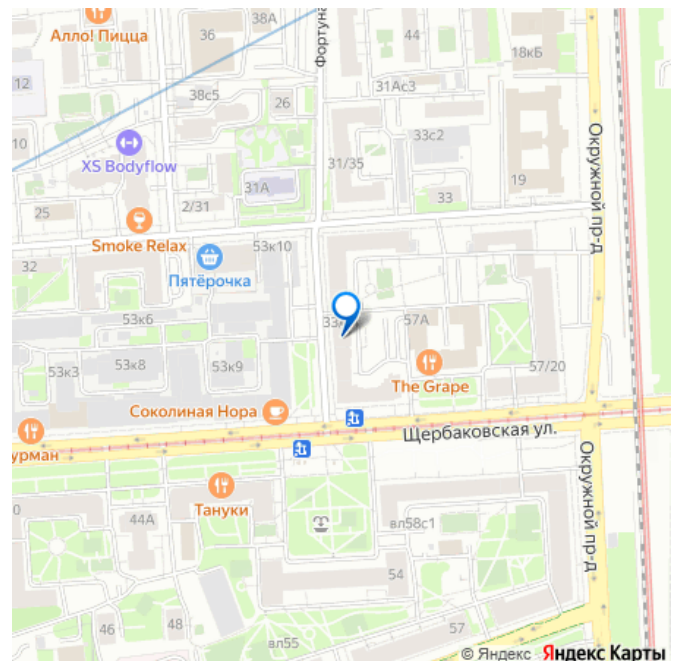 Алло! Пицца
38А
36
44
18кБ
Фортуна
12
38с5
26
31Ас3
10
33с2
XS Bodyflow
31/35
Окружной пр-д
31А
19
33
25
2/31
Smoke Relax
53к10
32
Пятёрочка
53к6
57А
53к3
53к8
53к9
57/20
The Grape
Соколиная Нора
урман
Щербаковская ул.
Окружной пр-д
Тануки
44А
вл58с1
54
46
48
57
вл55
© Яндекс Яндекс Карты